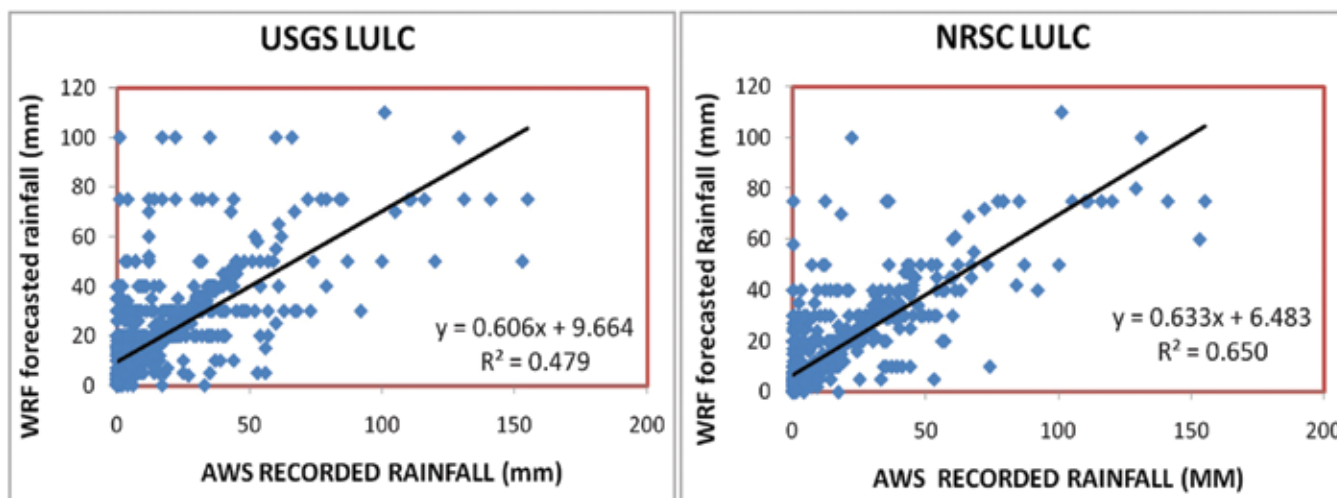 USGS LULC
WRF forecasted rainfall (mm)
120
100
80
60
40
20
0
y = 0.606x + 9.664
R² = 0.479
0 50 100 150 200
AWS RECORDED RAINFALL (mm)
NRSC LULC
WRF forecasted Rainfall (mm)
120
100
80
60
40
20
0
y = 0.633x + 6.483
R² = 0.650
0 50 100 150 200
AWS RECORDED RAINFALL (MM)